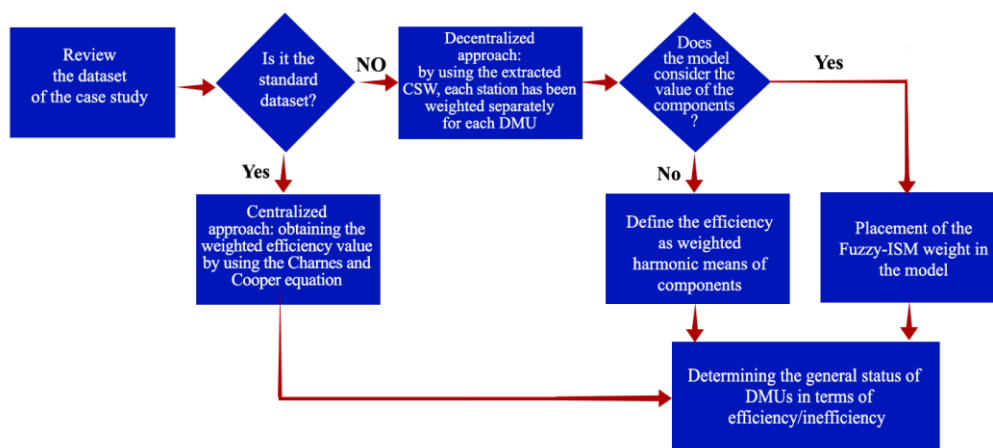 Review
the dataset
of the case study
Is it the
standard
dataset?
NO
Decentralized
approach:
by using the extracted
CSW, each station has been
weighted separately
for each DMU
Does
the model
consider the
value of the
components
?
Yes
Yes
No
Centralized
approach: obtaining the
weighted efficiency value
by using the Charnes and
Cooper equation
Define the efficiency
as weighted
harmonic means of
components
Placement of the
Fuzzy-ISM weight in
the model
Determining the general status of
DMUs in terms of
efficiency/inefficiency